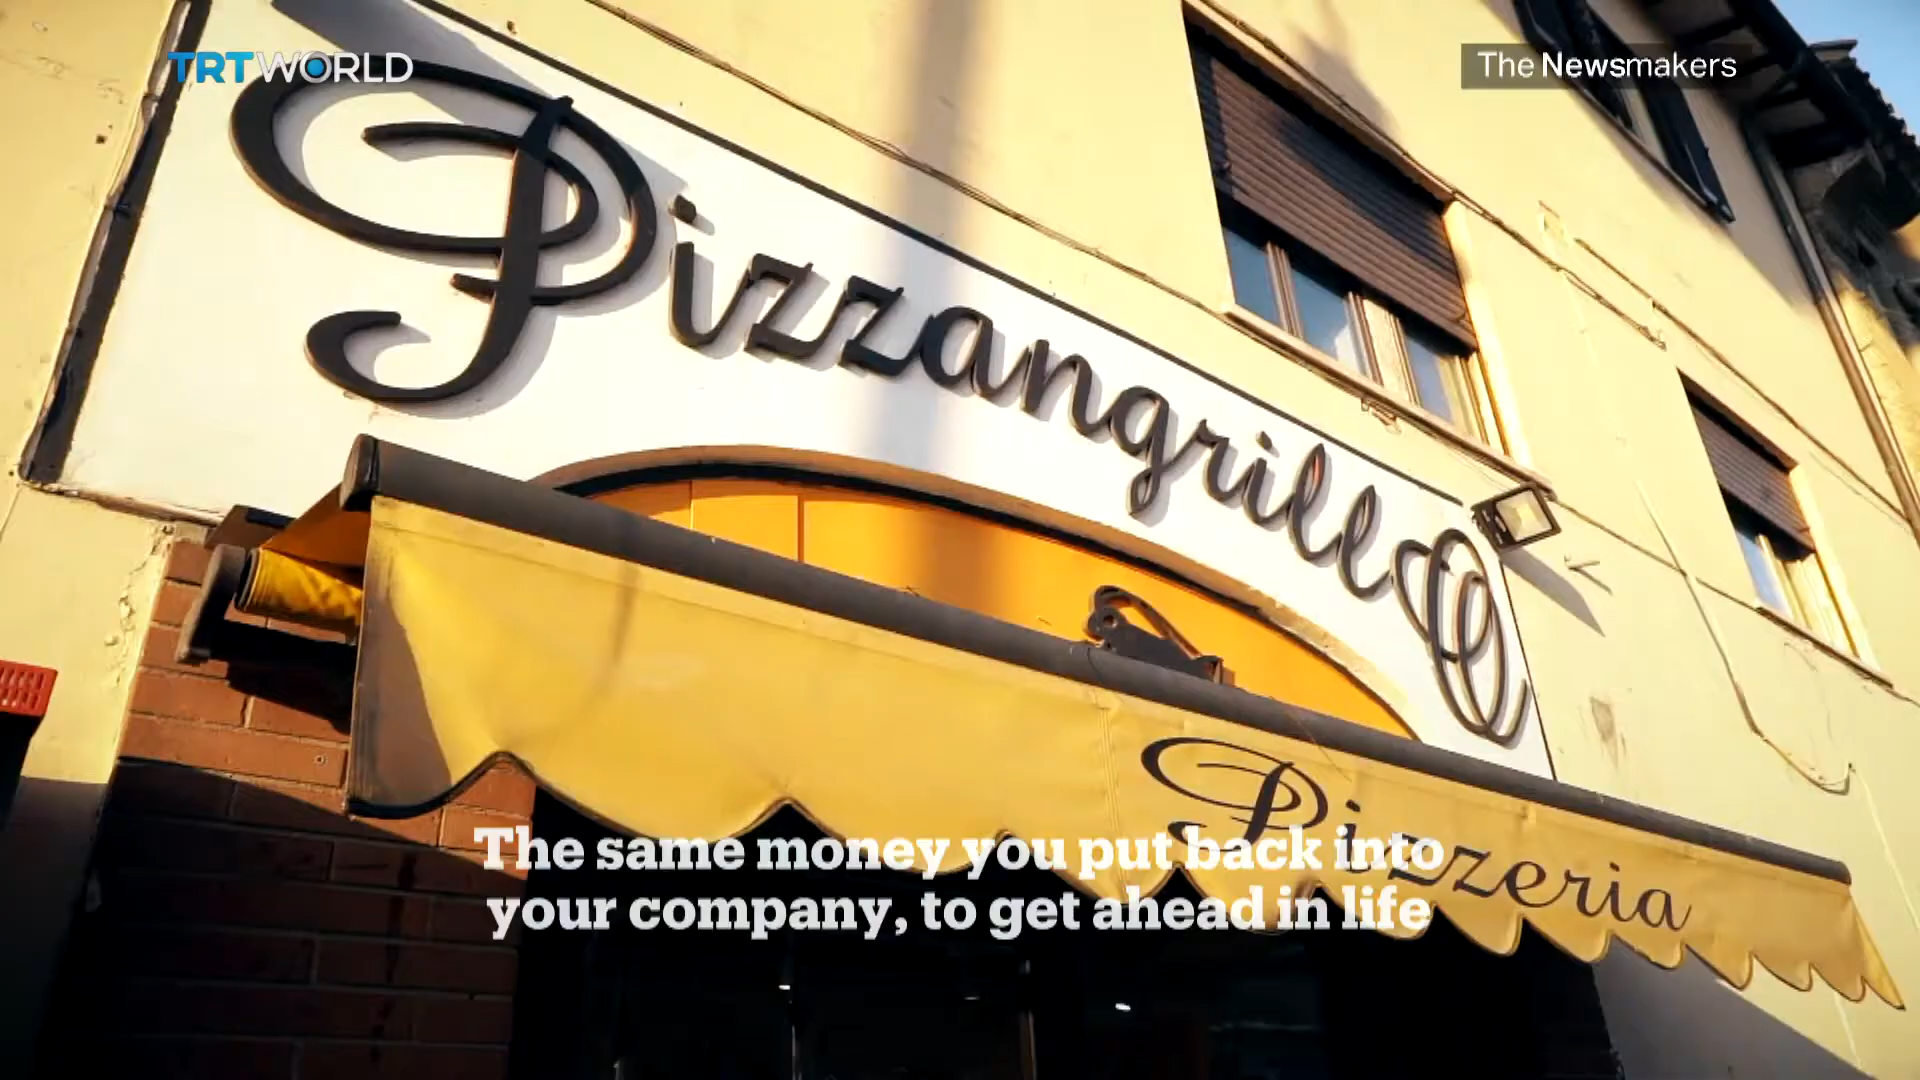 TRT WORLD
The Newsmakers
PizzangrillO
Pizzeria
The same money you put back into
your company, to get ahead in life